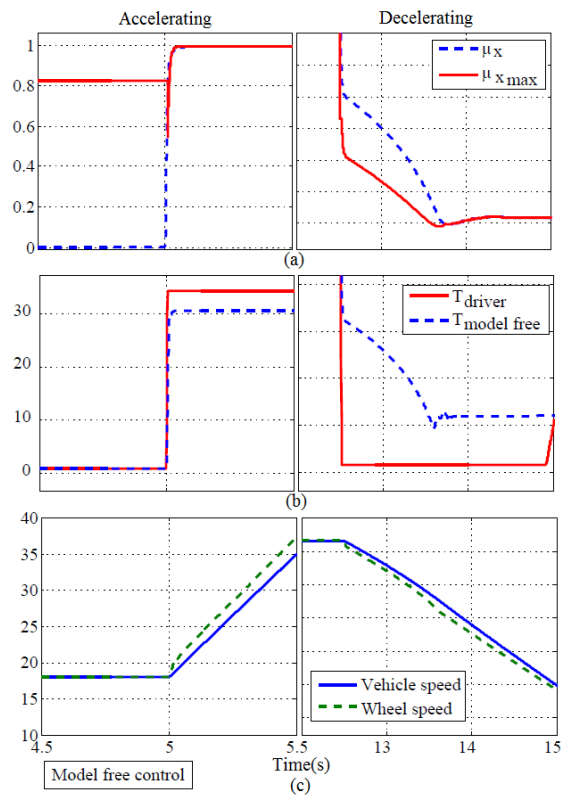 Accelerating Decelerating
1
0.8
0.6
0.4
0.2
0
μx
μx max
(a)
30
20
10
0
Tdriver
Tmodel free
(b)
40
35
30
25
20
15
10
Vehicle speed
Wheel speed
4.5 5 5.5 13 14 15
Time(s)
Model free control
(c)